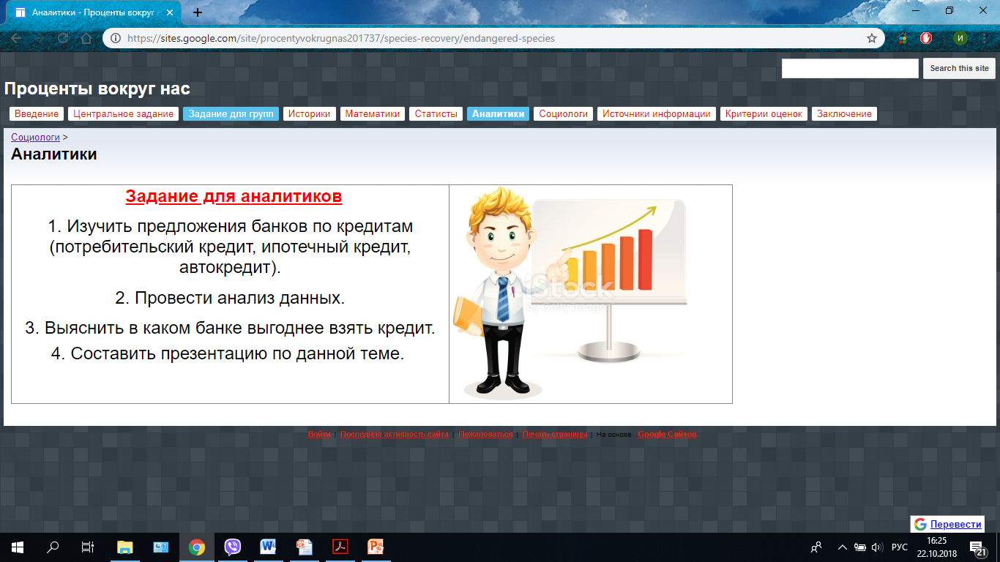 Аналитики - Проценты вокруг
https://sites.google.com/site/procentyvokrugnas201737/species-recovery/endangered-species
И
Search this site
Проценты вокруг нас
Введение Центральное задание Задание для групп Историки Математики Статисты Аналитики Социологи Источники информации Критерии оценок Заключение
Социологи >
Аналитики
Задание для аналитиков
1. Изучить предложения банков по кредитам
(потребительский кредит, ипотечный кредит,
автокредит).
2. Провести анализ данных.
3. Выяснить в каком банке выгоднее взять кредит.
4. Составить презентацию по данной теме.
iStock
by Getty Images
Войти | Последняя активность сайта | Пожаловаться | Печать страницы | На основе Google Сайтов
Перевести
РУС
16:25
22.10.2018
21